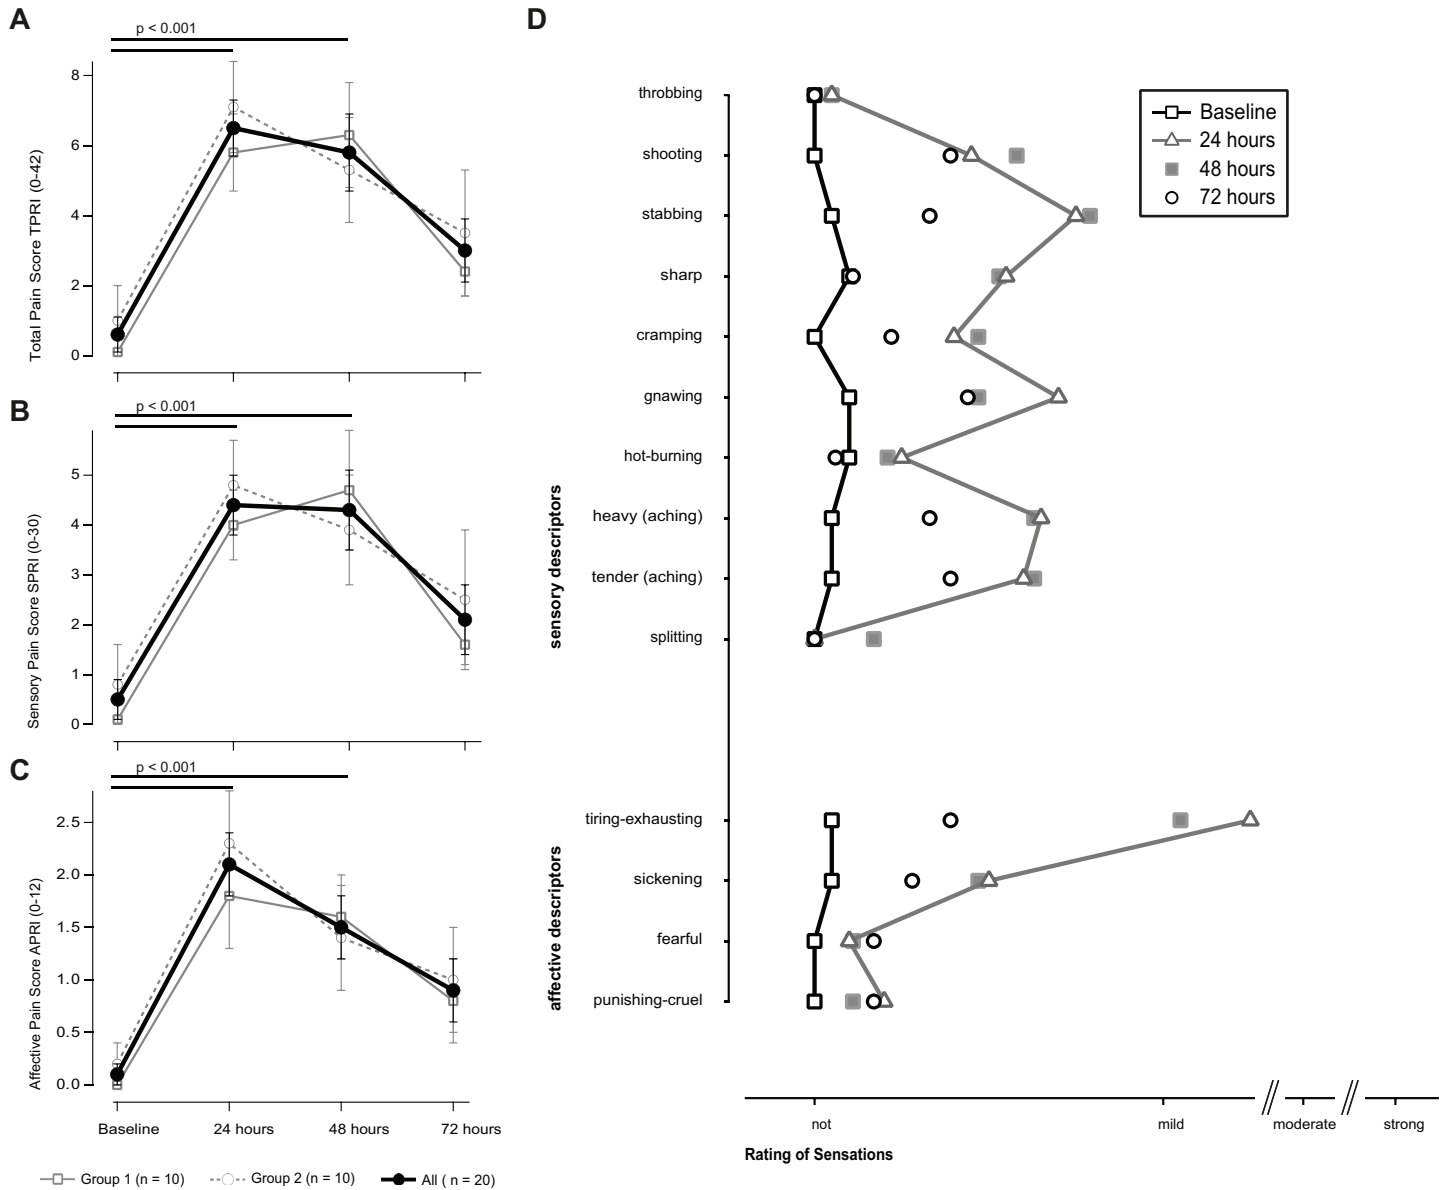 A
p < 0.001
Total Pain Score TPRI (0-42)
8
6
4
2
0
B
p < 0.001
Sensory Pain Score SPRI (0-30)
5
4
3
2
1
0
C
p < 0.001
Affective Pain Score APRI (0-12)
2.5
2.0
1.5
1.0
0.5
0.0
Baseline 24 hours 48 hours 72 hours
Group 1 (n = 10) Group 2 (n = 10) All ( n = 20)
D
Baseline
24 hours
48 hours
72 hours
sensory descriptors
throbbing
shooting
stabbing
sharp
cramping
gnawing
hot-burning
heavy (aching)
tender (aching)
splitting
affective descriptors
tiring-exhausting
sickening
fearful
punishing-cruel
not mild moderate strong
Rating of Sensations